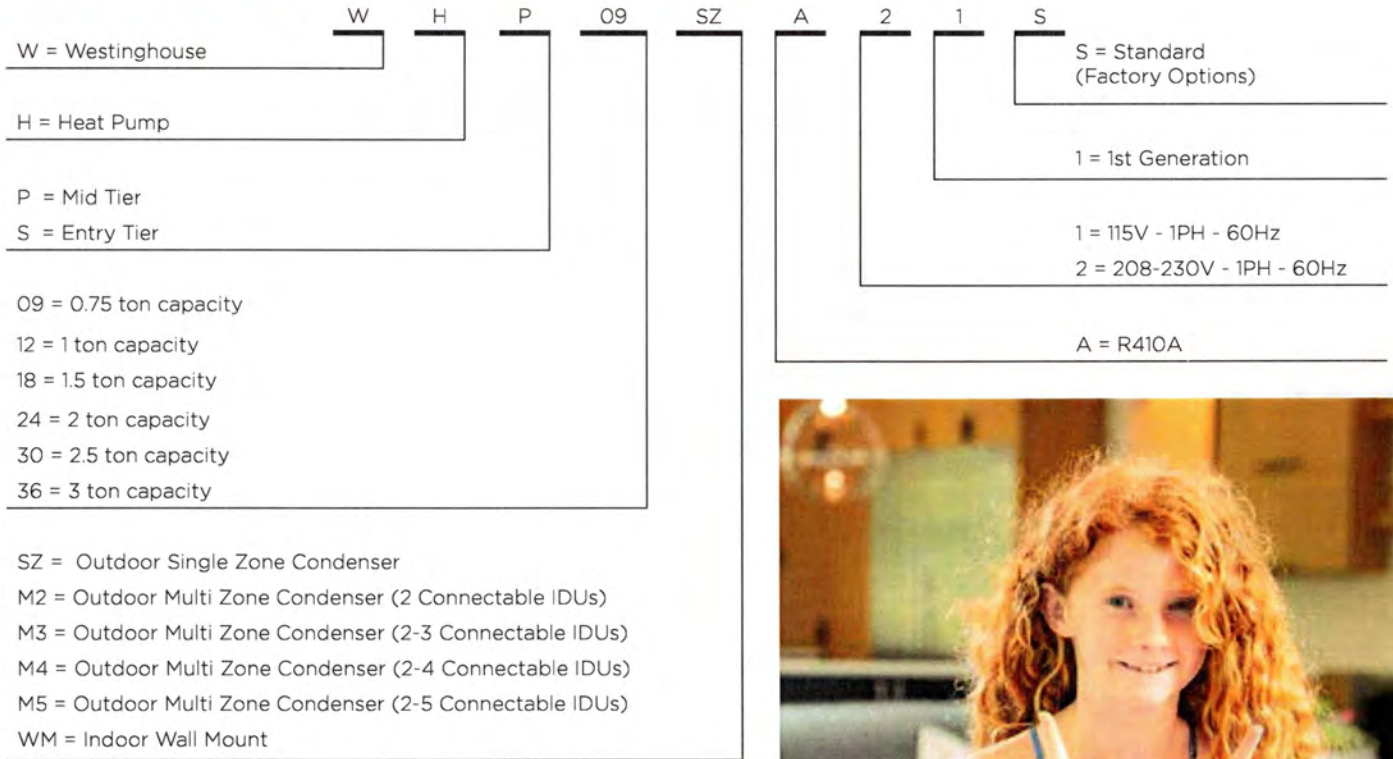 W H P 09 SZ A 2 1 S
W = Westinghouse
H = Heat Pump
P = Mid Tier
S = Entry Tier
09 = 0.75 ton capacity
12 = 1 ton capacity
18 = 1.5 ton capacity
24 = 2 ton capacity
30 = 2.5 ton capacity
36 = 3 ton capacity
SZ = Outdoor Single Zone Condenser
M2 = Outdoor Multi Zone Condenser (2 Connectable IDUs)
M3 = Outdoor Multi Zone Condenser (2-3 Connectable IDUs)
M4 = Outdoor Multi Zone Condenser (2-4 Connectable IDUs)
M5 = Outdoor Multi Zone Condenser (2-5 Connectable IDUs)
WM = Indoor Wall Mount
S = Standard
(Factory Options)
1 = 1st Generation
1 = 115V - 1PH - 60Hz
2 = 208-230V - 1PH - 60Hz
A = R410A